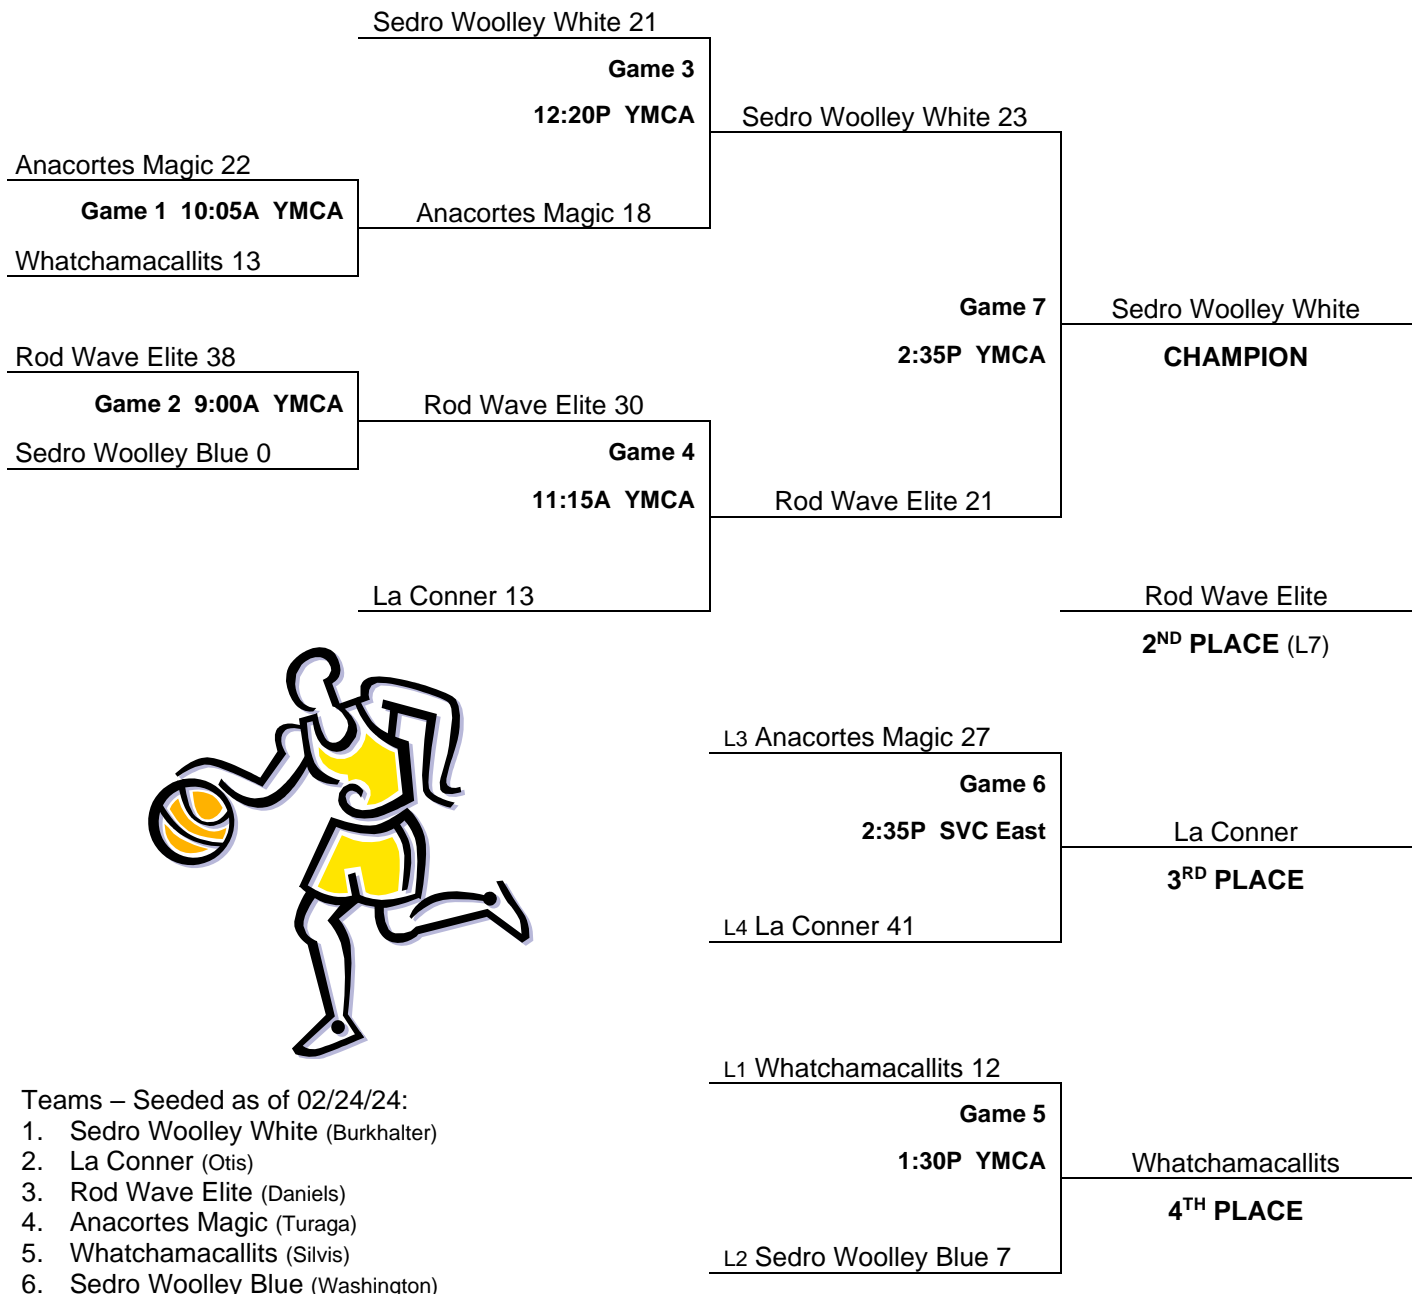 Sedro Woolley White 21
Game 3
12:20P YMCA
Sedro Woolley White 23
Anacortes Magic 22
Game 1 10:05A YMCA
Anacortes Magic 18
Whatchamacallits 13
Game 7
2:35P YMCA
Sedro Woolley White
CHAMPION
Rod Wave Elite 38
Game 2 9:00A YMCA
Rod Wave Elite 30
Sedro Woolley Blue 0
Game 4
11:15A YMCA
Rod Wave Elite 21
La Conner 13
Rod Wave Elite
2ND PLACE (L7)
L3 Anacortes Magic 27
Game 6
2:35P SVC East
La Conner
3RD PLACE
L4 La Conner 41
L1 Whatchamacallits 12
Game 5
1:30P YMCA
Whatchamacallits
4TH PLACE
L2 Sedro Woolley Blue 7
Teams – Seeded as of 02/24/24:
1. Sedro Woolley White (Burkhalter)
2. La Conner (Otis)
3. Rod Wave Elite (Daniels)
4. Anacortes Magic (Turaga)
5. Whatchamacallits (Silvis)
6. Sedro Woolley Blue (Washington)